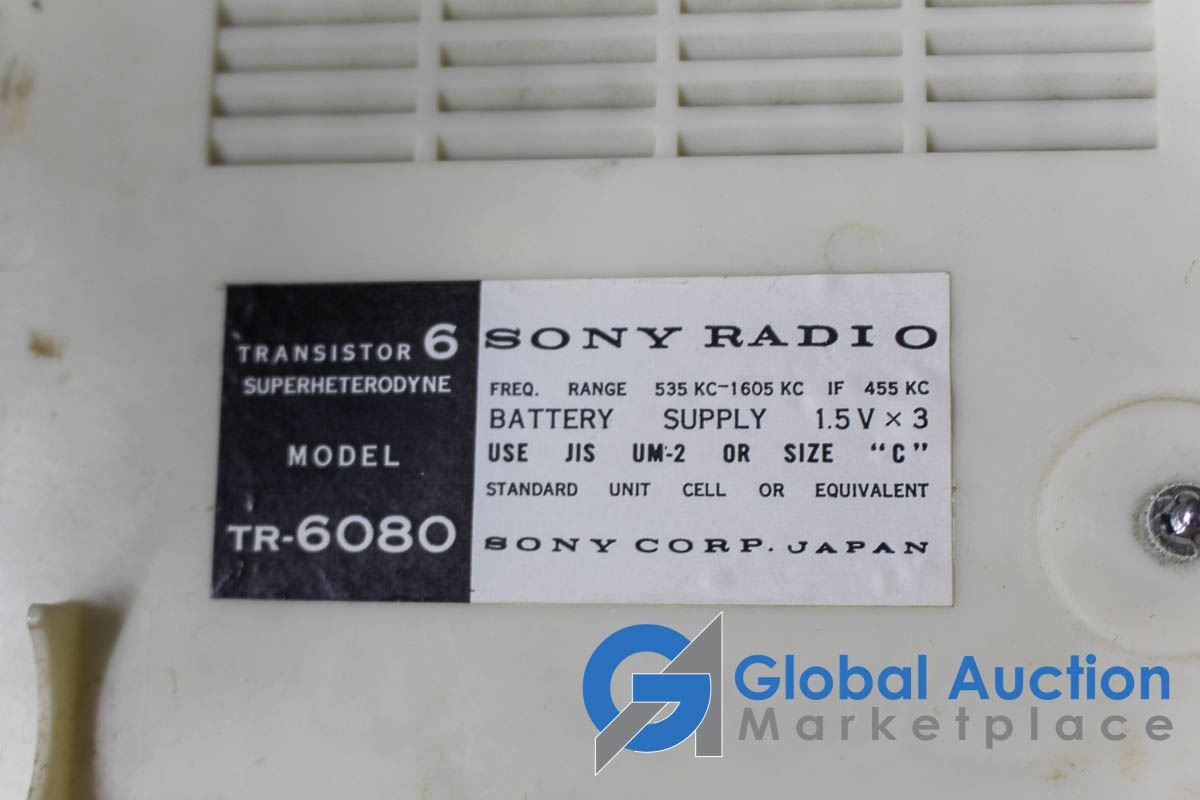 TRANSISTOR 6
SUPERHETERODYNE
MODEL
TR-6080
SONY RADIO
FREQ. RANGE 535 KC-1605 KC IF 455 KC
BATTERY SUPPLY 1.5 V × 3
USE JIS UM-2 OR SIZE "C"
STANDARD UNIT CELL OR EQUIVALENT
SONY CORP. JAPAN
Global Auction
Marketplace